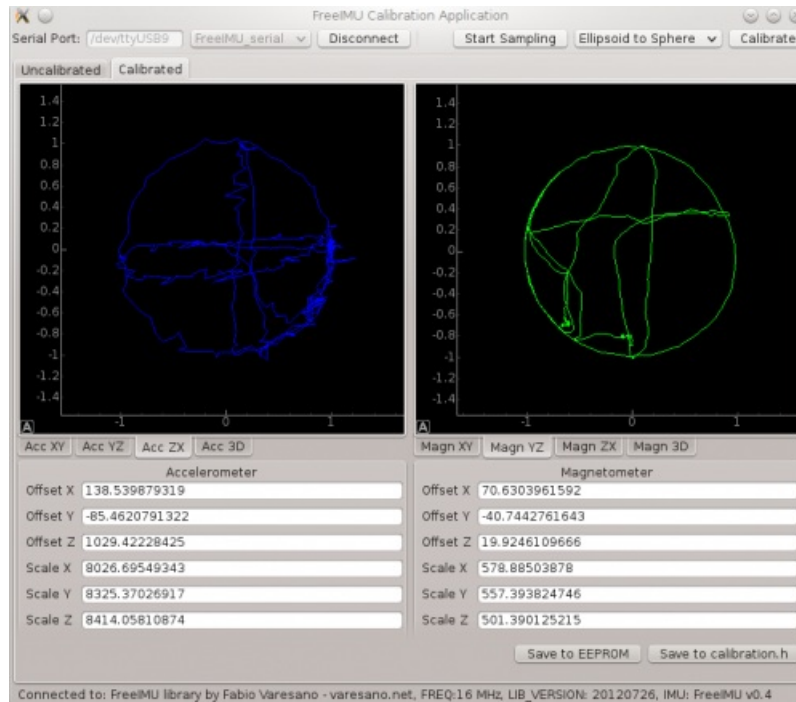 FreeIMU Calibration Application
Serial Port: /dev/ttyUSB9 FreeIMU_serial Disconnect Start Sampling Ellipsoid to Sphere Calibrate
Uncalibrated Calibrated
1.4
1.2
1
0.8
0.6
0.4
0.2
0
-0.2
-0.4
-0.6
-0.8
-1
-1.2
-1.4
-1 0 1
A
1.4
1.2
1
0.8
0.6
0.4
0.2
0
-0.2
-0.4
-0.6
-0.8
-1
-1.2
-1.4
-1 0 1
A
Acc XY Acc YZ Acc ZX Acc 3D
Magn XY Magn YZ Magn ZX Magn 3D
Accelerometer
Offset X 138.539879319
Offset Y -85.4620791322
Offset Z 1029.42228425
Scale X 8026.69549343
Scale Y 8325.37026917
Scale Z 8414.05810874
Magnetometer
Offset X 70.6303961592
Offset Y -40.7442761643
Offset Z 19.9246109666
Scale X 578.88503878
Scale Y 557.393824746
Scale Z 501.390125215
Save to EEPROM Save to calibration.h
Connected to: FreeIMU library by Fabio Varesano - varesano.net, FREQ:16 MHz, LIB_VERSION: 20120726, IMU: FreeIMU v0.4